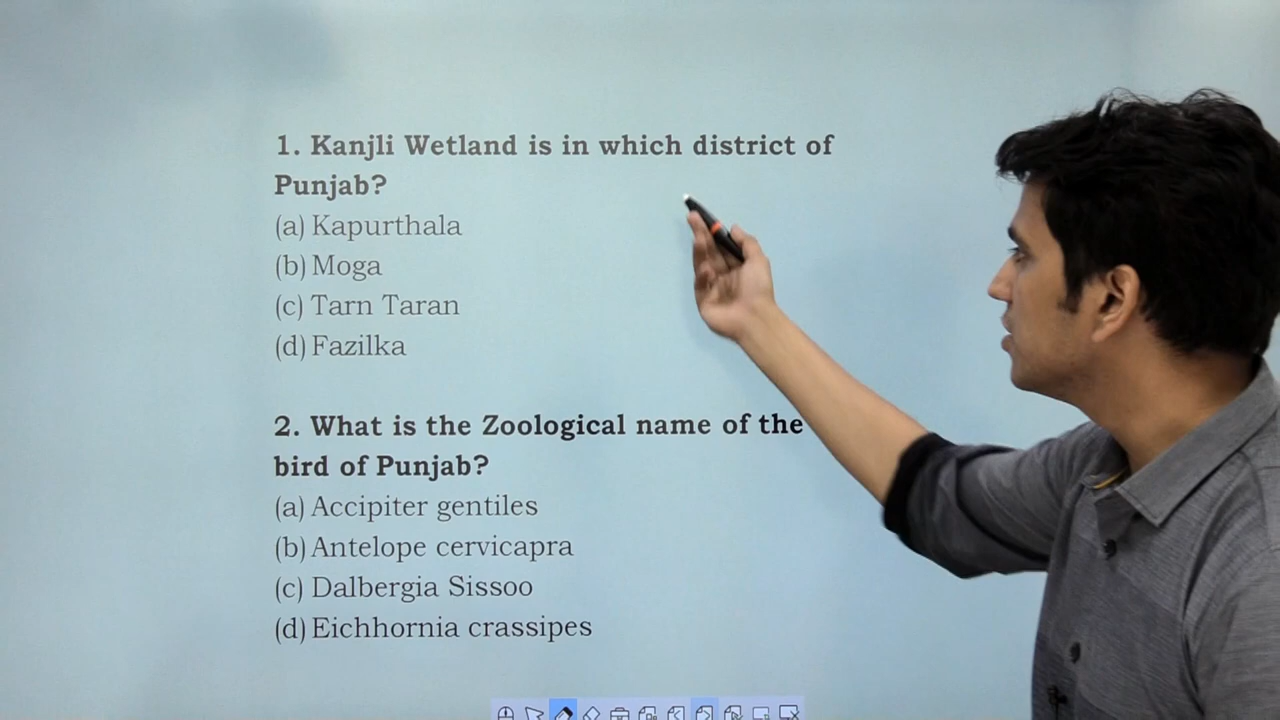 1. Kanjli Wetland is in which district of
Punjab?
(a) Kapurthala
(b) Moga
(c) Tarn Taran
(d) Fazilka
2. What is the Zoological name of the
bird of Punjab?
(a) Accipiter gentiles
(b) Antelope cervicapra
(c) Dalbergia Sissoo
(d) Eichhornia crassipes